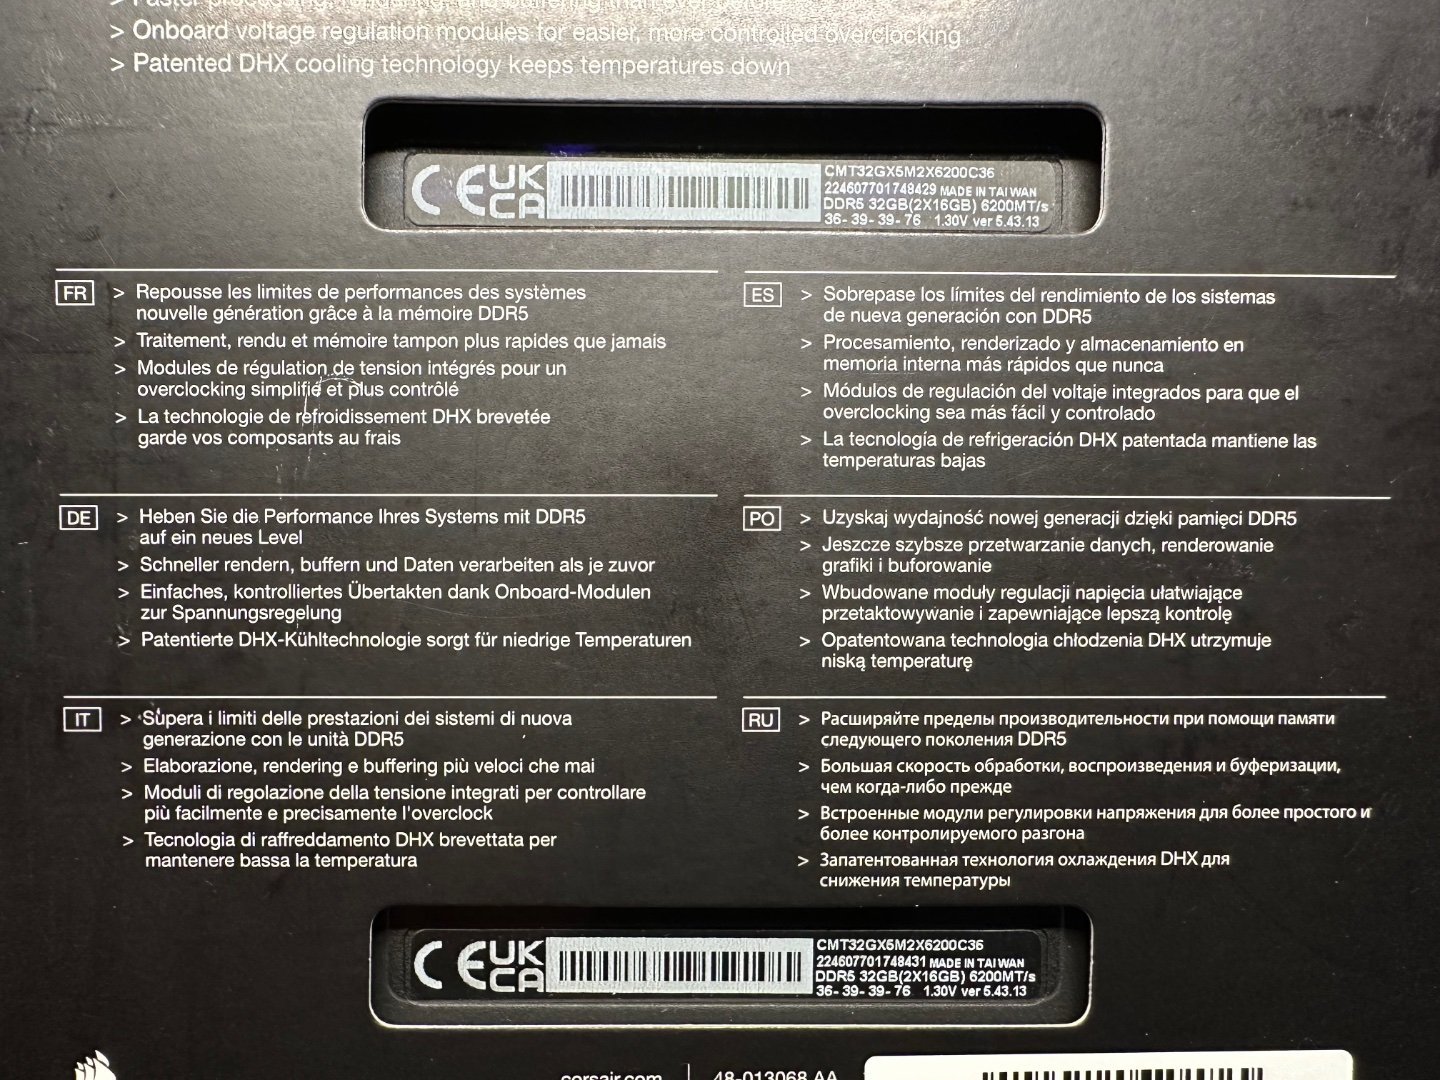 > Faster processing, rendering, and buffering than ever before
> Onboard voltage regulation modules for easier, more controlled overclocking
> Patented DHX cooling technology keeps temperatures down
CE UK CA
CMT32GX5M2X6200C36
224607701748429 MADE IN TAIWAN
DDR5 32GB(2X16GB) 6200MT/s
36- 39- 39- 76 1.30V ver 5.43.13
FR
> Repousse les limites de performances des systèmes
nouvelle génération grâce à la mémoire DDR5
> Traitement, rendu et mémoire tampon plus rapides que jamais
> Modules de régulation de tension intégrés pour un
overclocking simplifié et plus contrôlé
> La technologie de refroidissement DHX brevetée
garde vos composants au frais
ES
> Sobrepase los límites del rendimiento de los sistemas
de nueva generación con DDR5
> Procesamiento, renderizado y almacenamiento en
memoria interna más rápidos que nunca
> Módulos de regulación del voltaje integrados para que el
overclocking sea más fácil y controlado
> La tecnología de refrigeración DHX patentada mantiene las
temperaturas bajas
DE
> Heben Sie die Performance Ihres Systems mit DDR5
auf ein neues Level
> Schneller rendern, buffern und Daten verarbeiten als je zuvor
> Einfaches, kontrolliertes Übertakten dank Onboard-Modulen
zur Spannungsregelung
> Patentierte DHX-Kühltechnologie sorgt für niedrige Temperaturen
PO
> Uzyskaj wydajność nowej generacji dzięki pamięci DDR5
> Jeszcze szybsze przetwarzanie danych, renderowanie
grafiki i buforowanie
> Wbudowane moduły regulacji napięcia ułatwiające
przetaktowywanie i zapewniające lepszą kontrolę
> Opatentowana technologia chłodzenia DHX utrzymuje
niską temperaturę
IT
> Supera i limiti delle prestazioni dei sistemi di nuova
generazione con le unità DDR5
> Elaborazione, rendering e buffering più veloci che mai
> Moduli di regolazione della tensione integrati per controllare
più facilmente e precisamente l'overclock
> Tecnologia di raffreddamento DHX brevettata per
mantenere bassa la temperatura
RU
> Расширяйте пределы производительности при помощи памяти
следующего поколения DDR5
> Большая скорость обработки, воспроизведения и буферизации,
чем когда-либо прежде
> Встроенные модули регулировки напряжения для более простого и
более контролируемого разгона
> Запатентованная технология охлаждения DHX для
снижения температуры
CE UK CA
CMT32GX5M2X6200C36
224607701748431 MADE IN TAIWAN
DDR5 32GB(2X16GB) 6200MT/s
36- 39- 39- 76 1.30V ver 5.43.13
corsair.com | 48-013068 AA